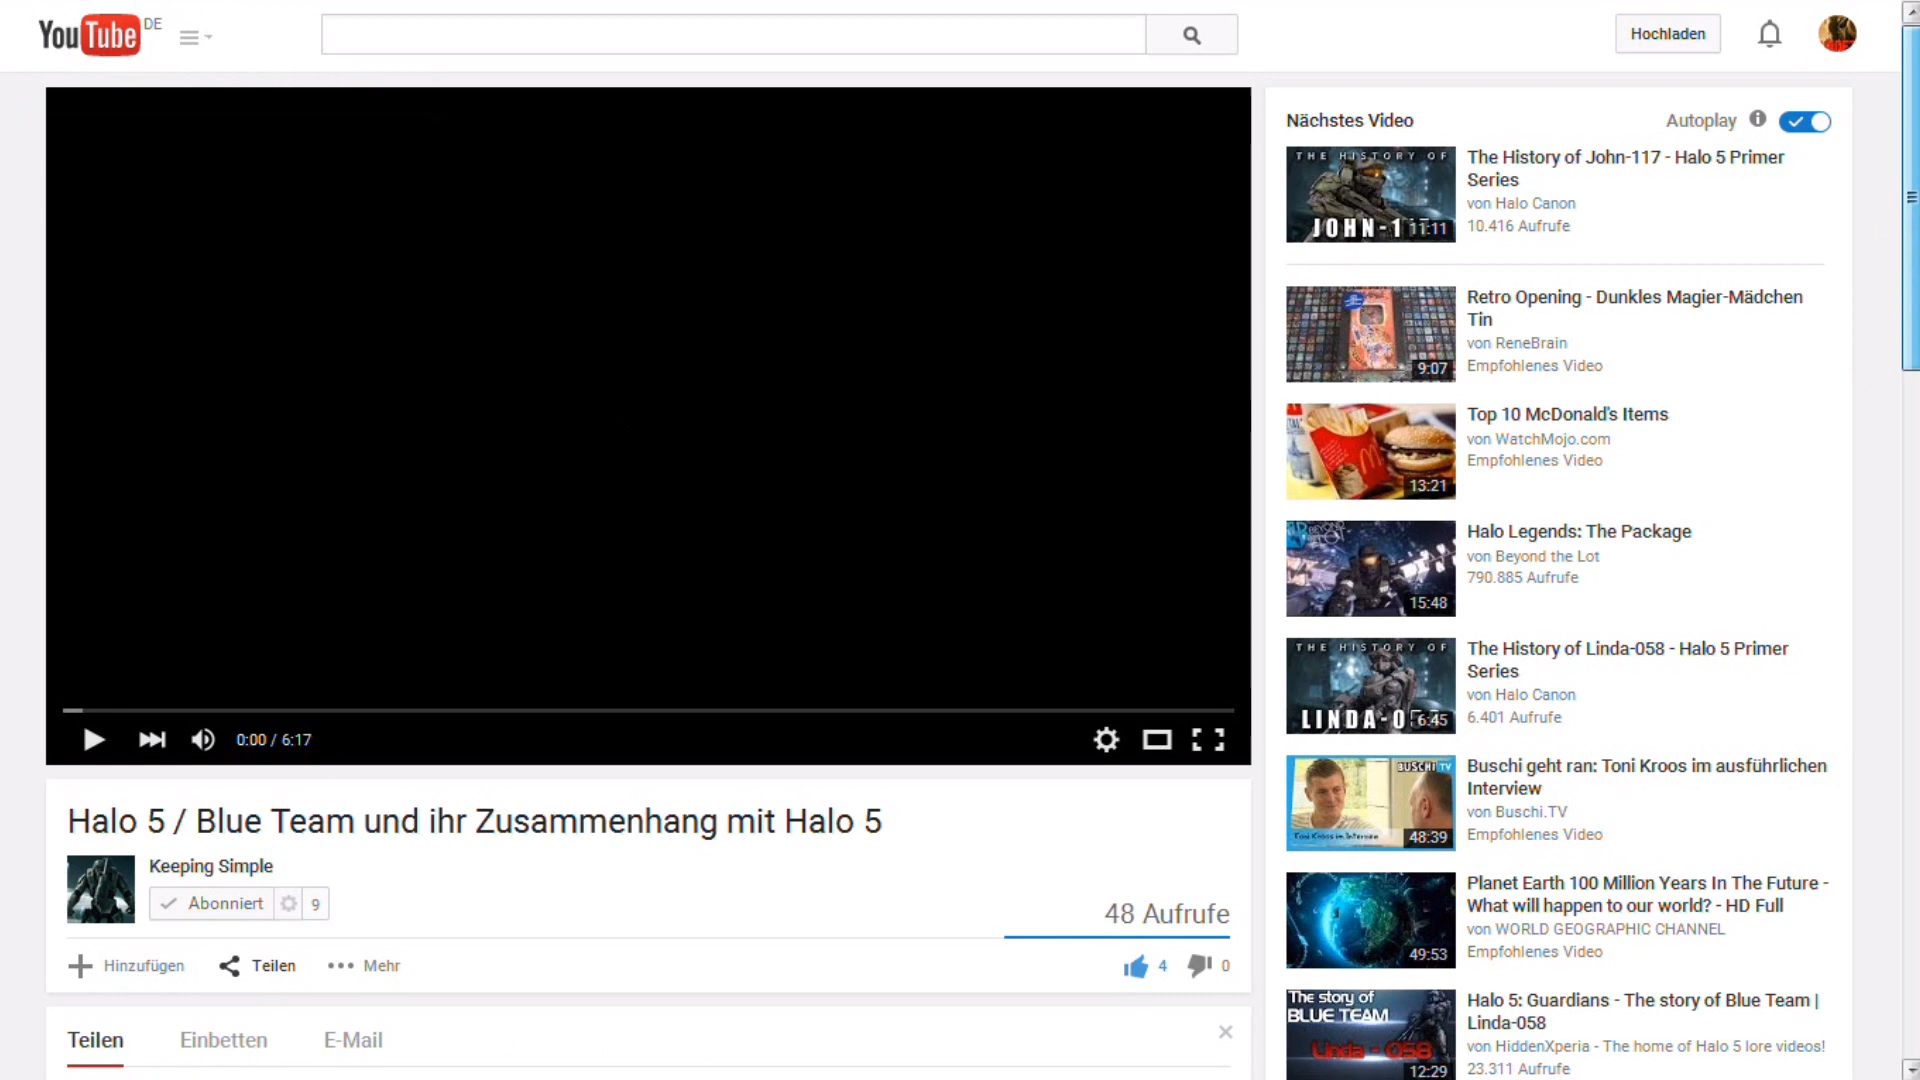 YouTube DE
Hochladen
Nächstes Video
Autoplay
THE HISTORY OF
JOHN-1
11:11
The History of John-117 - Halo 5 Primer
Series
von Halo Canon
10.416 Aufrufe
9:07
Retro Opening - Dunkles Magier-Mädchen
Tin
von ReneBrain
Empfohlenes Video
13:21
Top 10 McDonald's Items
von WatchMojo.com
Empfohlenes Video
15:48
Halo Legends: The Package
von Beyond the Lot
790.885 Aufrufe
THE HISTORY OF
LINDA-0
6:45
The History of Linda-058 - Halo 5 Primer
Series
von Halo Canon
6.401 Aufrufe
BUSCHI TV
Toni Kroos im Interview
48:39
Buschi geht ran: Toni Kroos im ausführlichen
Interview
von Buschi.TV
Empfohlenes Video
49:53
Planet Earth 100 Million Years In The Future -
What will happen to our world? - HD Full
von WORLD GEOGRAPHIC CHANNEL
Empfohlenes Video
The story of
BLUE TEAM
Linda - 058
12:29
Halo 5: Guardians - The story of Blue Team |
Linda-058
von HiddenXperia - The home of Halo 5 lore videos!
23.311 Aufrufe
0:00 / 6:17
Halo 5 / Blue Team und ihr Zusammenhang mit Halo 5
Keeping Simple
Abonniert 9
48 Aufrufe
Hinzufügen Teilen Mehr
4 0
Teilen Einbetten E-Mail